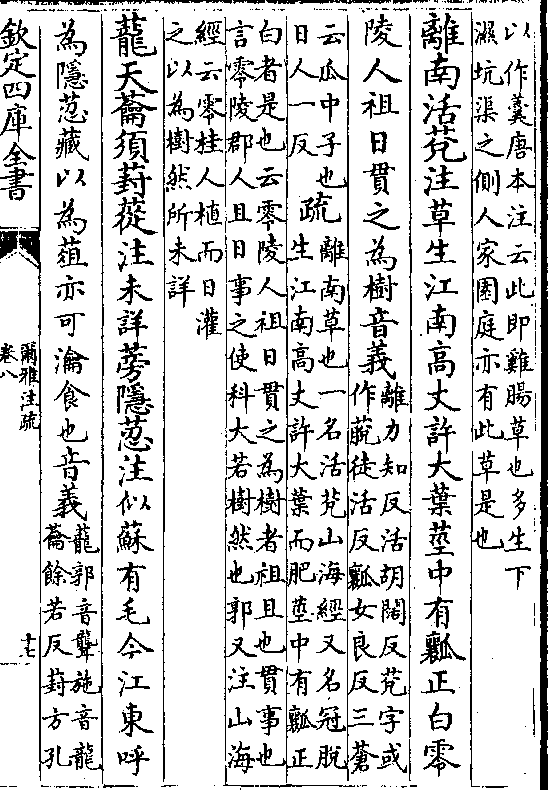 以作羹唐本注云此即雞腸草也多生下
濕坑渠之側人家園庭亦有此草是也
離南活莌注草生江南高丈許大葉莖中有瓤正白零
陵人祖日貫之為樹音義
離力知反活胡闊反莌字或
作蓚徒活反瓤女良反三蒼
云瓜中子也
疏
離南草也一名活莌山海經又名冠脫
日人一反
生江南高丈許大葉而肥莖中有瓤正
白者是也云零陵人祖日貫之為樹者祖且也貫事也
言零陵郡人且日事之使科大若樹然也郭又注山海
經云零桂人植而日灌
之以為樹然所未詳
蘢天蘥須葑蓯注未詳蒡隱荵注似蘇有毛今江東呼
為隱荵藏以為葅亦可瀹食也音義
蘢郭音聾施音龍
蘥餘若反葑方孔
欽定四庫全書
爾雅注疏
卷八
十七